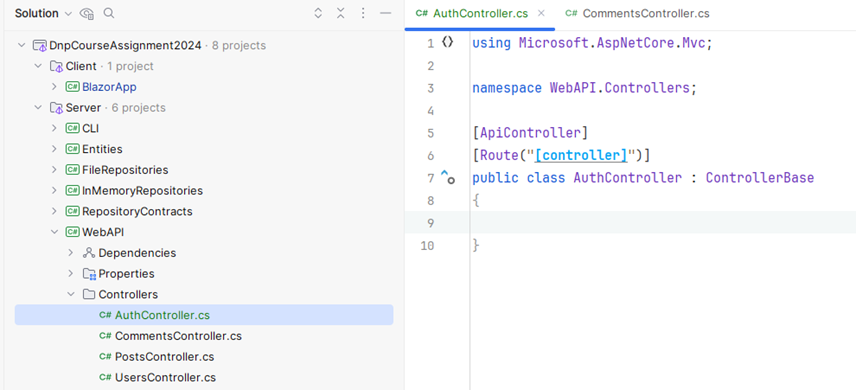 Solution
DnpCourseAssignment2024 · 8 projects
Client · 1 project
C# BlazorApp
Server · 6 projects
C# CLI
C# Entities
C# FileRepositories
C# InMemoryRepositories
C# RepositoryContracts
C# WebAPI
Dependencies
Properties
Controllers
C# AuthController.cs
C# CommentsController.cs
C# PostsController.cs
C# UsersController.cs
C# AuthController.cs × C# CommentsController.cs
1 using Microsoft.AspNetCore.Mvc;
2
3 namespace WebAPI.Controllers;
4
5 [ApiController]
6 [Route("[controller]")]
7 public class AuthController : ControllerBase
8 {
9
10 }